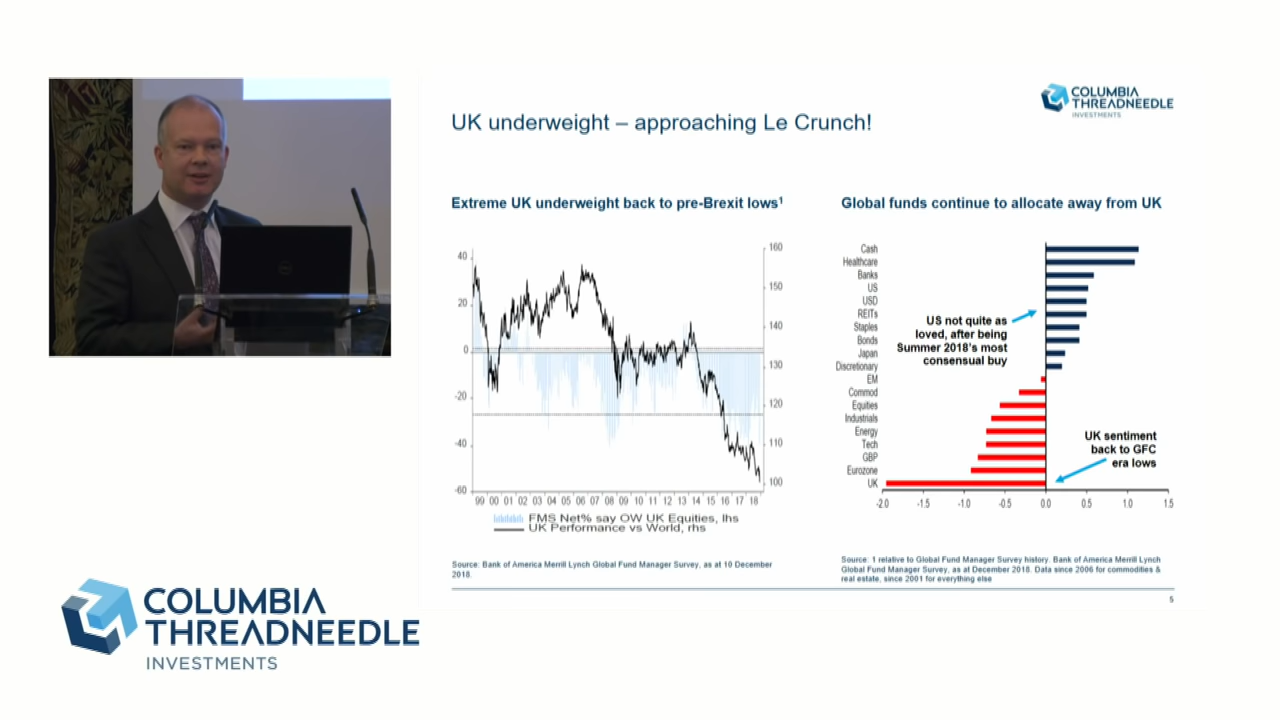 COLUMBIA
THREADNEEDLE
INVESTMENTS
UK underweight – approaching Le Crunch!
Extreme UK underweight back to pre-Brexit lows¹
40
20
0
-20
-40
-60
160
150
140
130
120
110
100
99 00 01 02 03 04 05 06 07 08 09 10 11 12 13 14 15 16 17 18
FMS Net% say OW UK Equities, lhs
UK Performance vs World, rhs
Source: Bank of America Merrill Lynch Global Fund Manager Survey, as at 10 December
2018.
Global funds continue to allocate away from UK
Cash
Healthcare
Banks
US
USD
REITs
Staples
Bonds
Japan
Discretionary
EM
Commod
Equities
Industrials
Energy
Tech
GBP
Eurozone
UK
US not quite as
loved, after being
Summer 2018's most
consensual buy
UK sentiment
back to GFC
era lows
-2.0 -1.5 -1.0 -0.5 0.0 0.5 1.0 1.5
Source: 1 relative to Global Fund Manager Survey history. Bank of America Merrill Lynch
Global Fund Manager Survey, as at December 2018. Data since 2006 for commodities &
real estate, since 2001 for everything else
5
COLUMBIA
THREADNEEDLE
INVESTMENTS